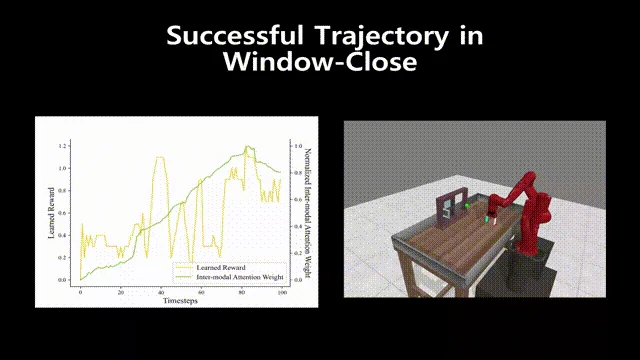 Successful Trajectory in
Window-Close
1.2
1.0
0.8
0.6
0.4
0.2
0.0
Learned Reward
1.0
0.8
0.6
0.4
0.2
0.0
Normalized Inter-modal Attention Weight
Learned Reward
Inter-modal Attention Weight
0 20 40 60 80 100
Timesteps